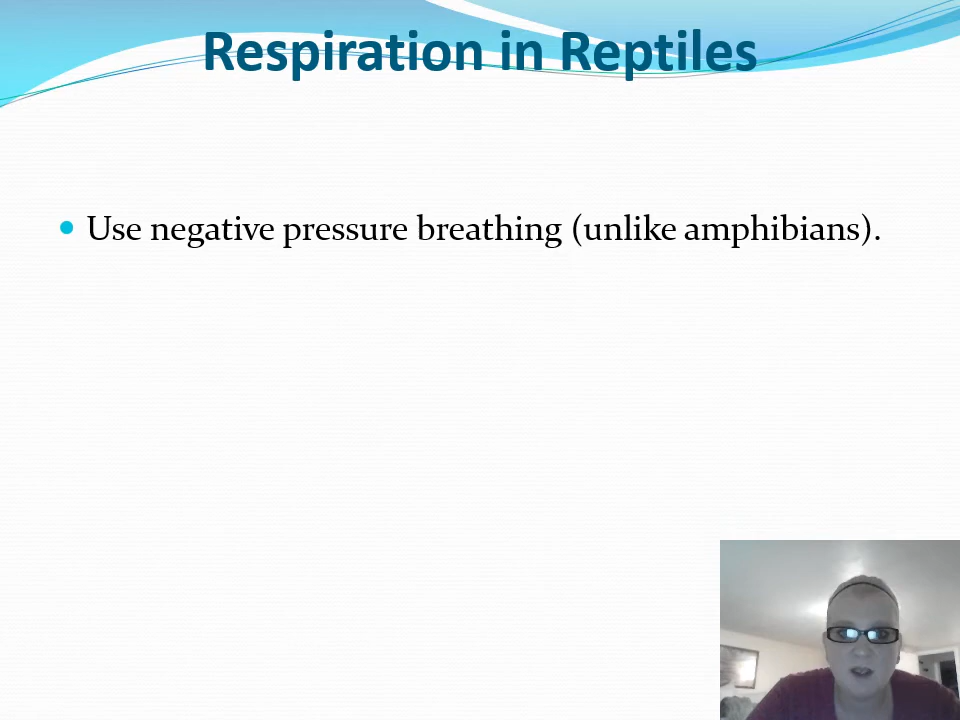 Respiration in Reptiles
Use negative pressure breathing (unlike amphibians).